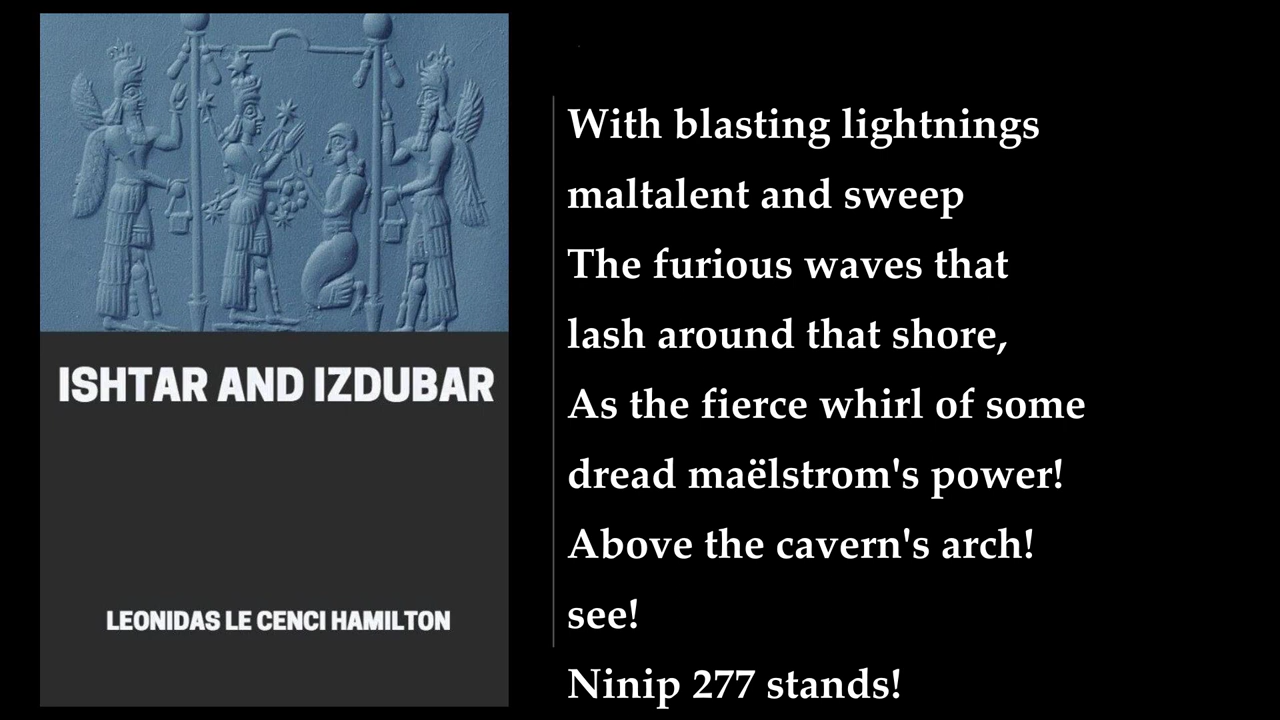 ISHTAR AND IZDUBAR
LEONIDAS LE CENCI HAMILTON
With blasting lightnings
maltalent and sweep
The furious waves that
lash around that shore,
As the fierce whirl of some
dread maëlstrom's power!
Above the cavern's arch!
see!
Ninip 277 stands!